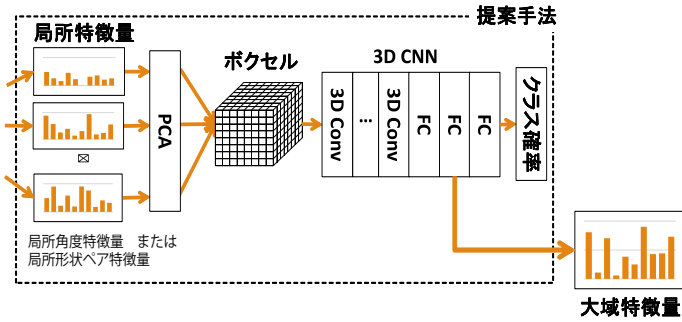 提案手法
局所特徴量
PCA
ボクセル
3D CNN
3D Conv
...
3D Conv
FC
FC
FC
クラス確率
局所角度特徴量　または
局所形状ペア特徴量
大域特徴量